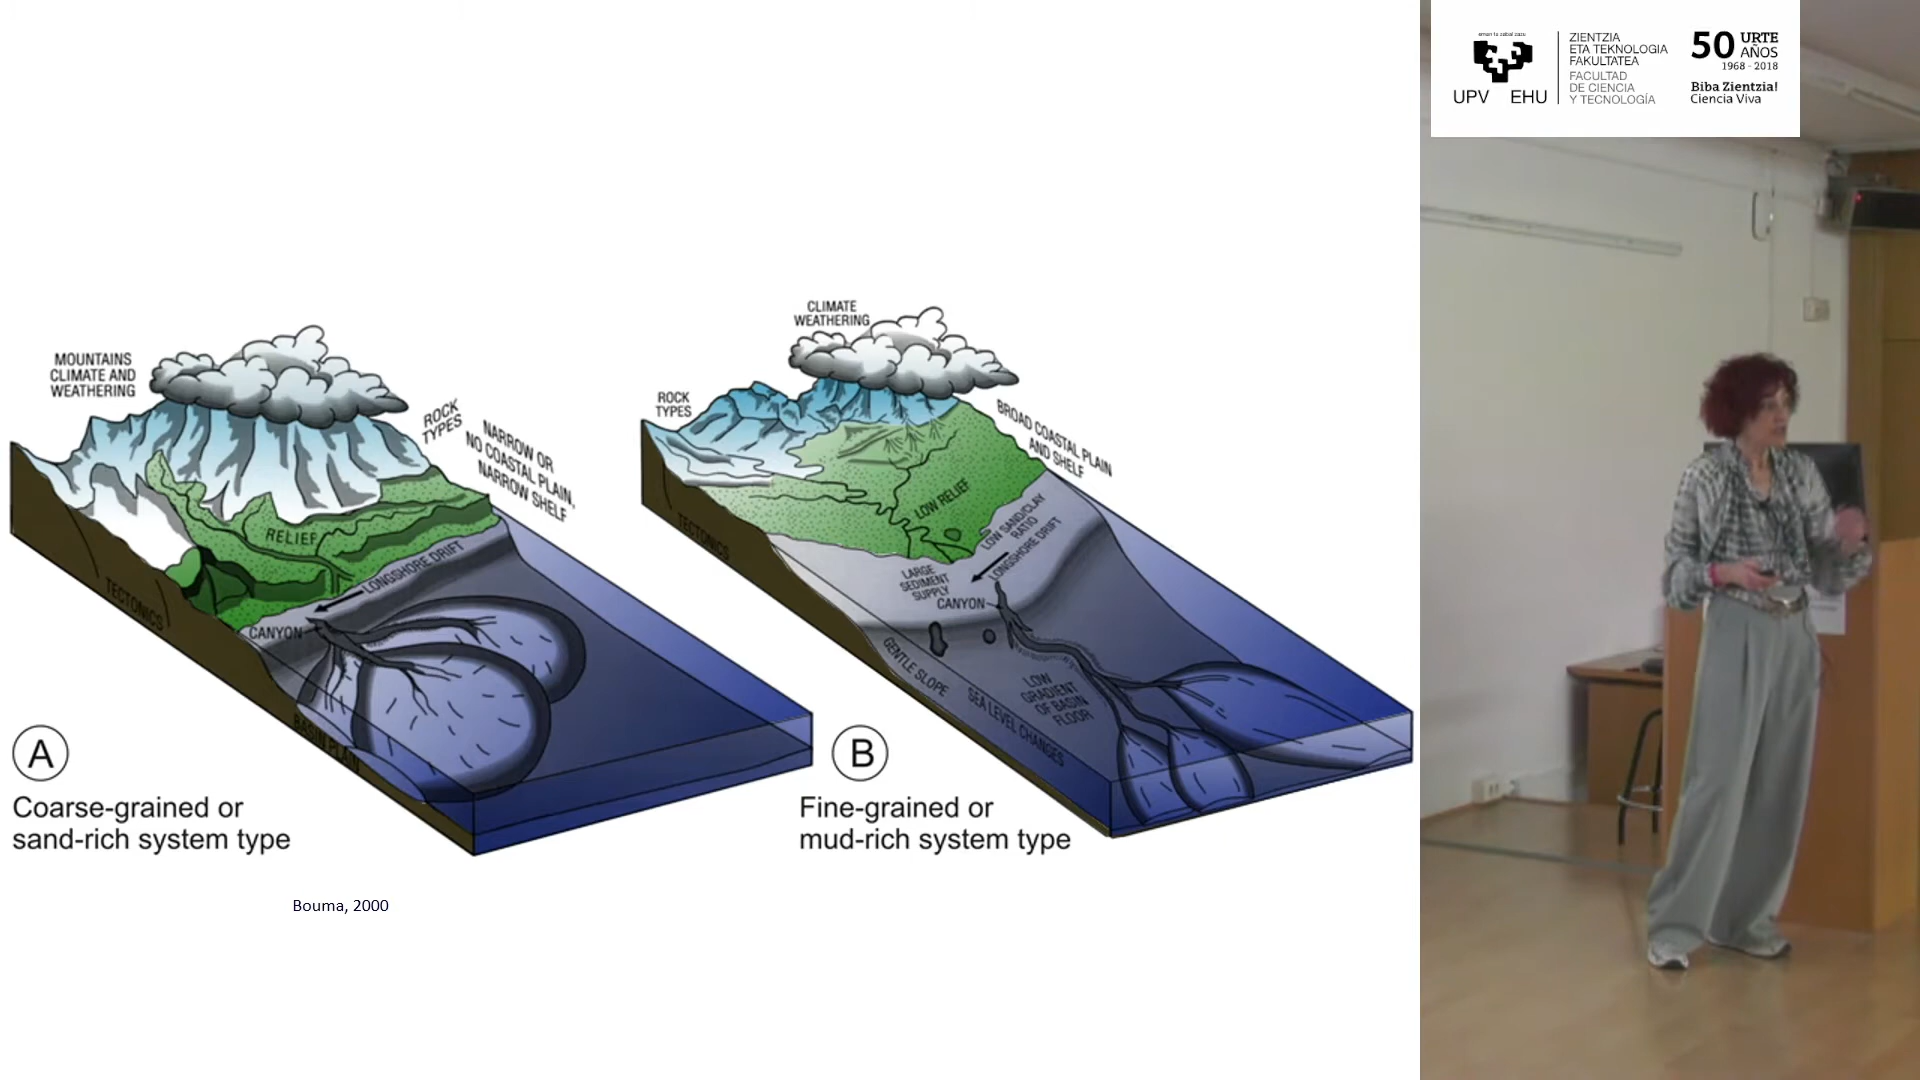 MOUNTAINS
CLIMATE AND
WEATHERING
ROCK
TYPES
NARROW OR
NO COASTAL PLAIN,
NARROW SHELF
RELIEF
LONGSHORE DRIFT
TECTONICS
CANYON
BASIN PLAIN
A
Coarse-grained or
sand-rich system type
Bouma, 2000
CLIMATE
WEATHERING
ROCK
TYPES
BROAD COASTAL PLAIN
AND SHELF
LOW RELIEF
LOW SAND/CLAY
RATIO
LONGSHORE DRIFT
TECTONICS
LARGE
SEDIMENT
SUPPLY
CANYON
GENTLE SLOPE
SEA LEVEL CHANGES
LOW
GRADIENT
OF BASIN
FLOOR
B
Fine-grained or
mud-rich system type
eman ta zabal zazu
UPV EHU
ZIENTZIA
ETA TEKNOLOGIA
FAKULTATEA
FACULTAD
DE CIENCIA
Y TECNOLOGÍA
50 URTE
AÑOS
1968 - 2018
Biba Zientzia!
Ciencia Viva